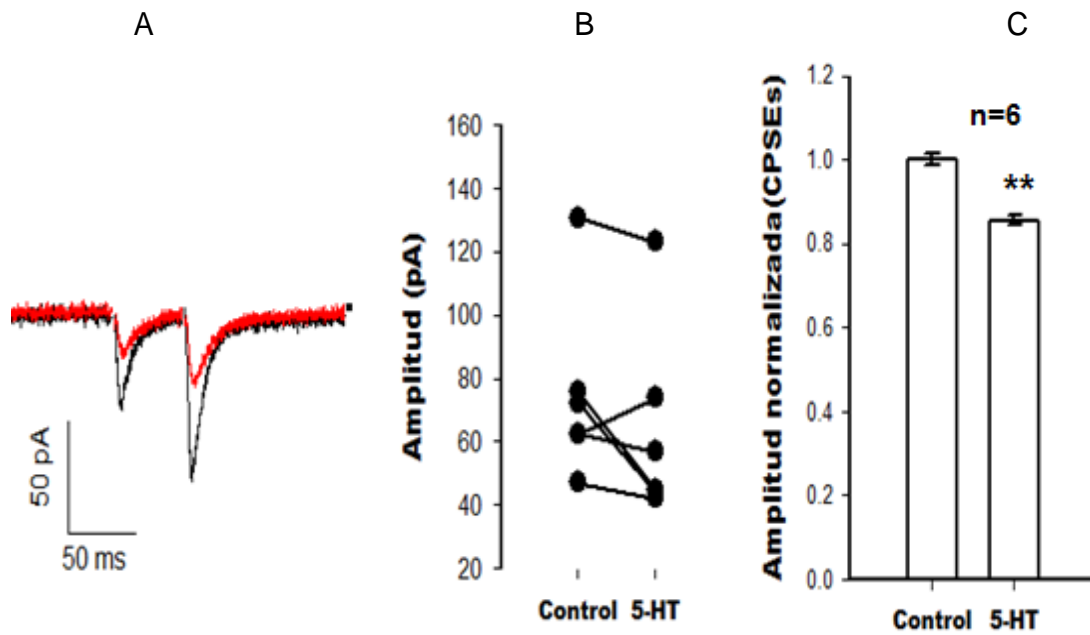 A
B
C
50 pA
50 ms
Amplitud (pA)
160
140
120
100
80
60
40
20
Control 5-HT
Amplitud normalizada(CPSEs)
1.2
1.0
0.8
0.6
0.4
0.2
0.0
n=6
**
Control 5-HT